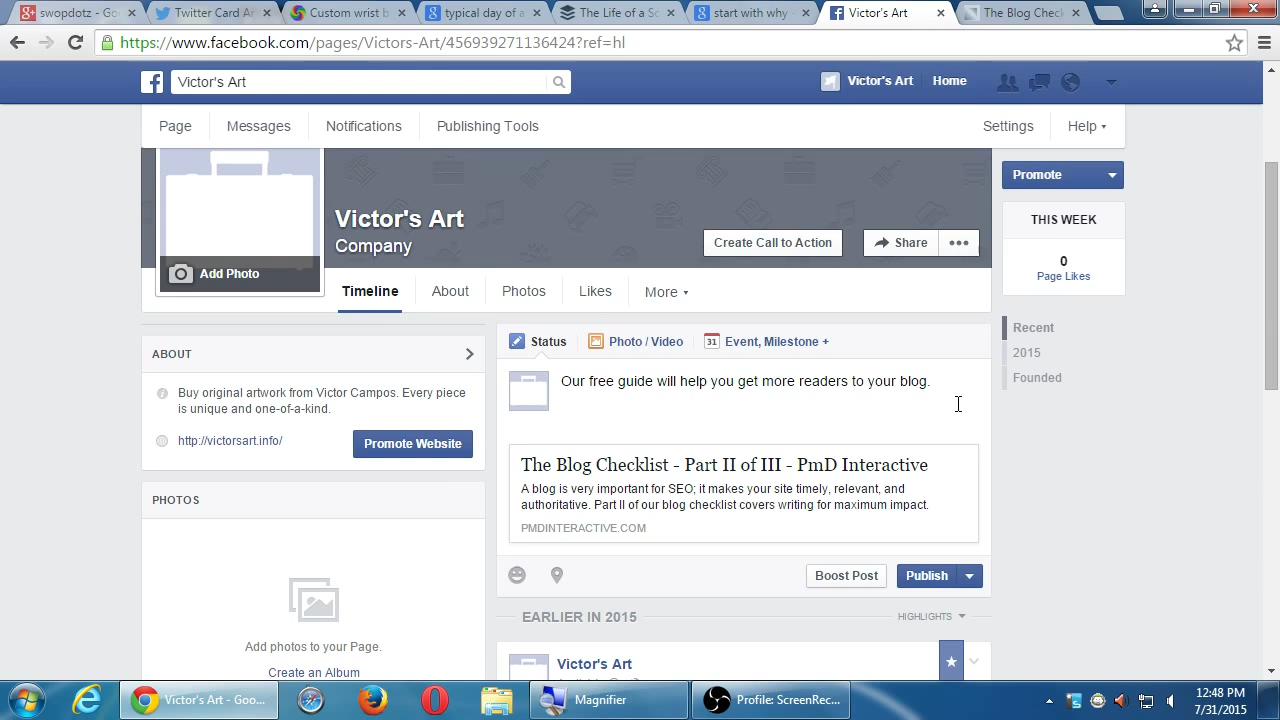 swopdotz - Go
Twitter Card A
Custom wrist b
typical day of a
The Life of a Sc
start with why -
Victor's Art
The Blog Check
https://www.facebook.com/pages/Victors-Art/456939271136424?ref=hl
Victor's Art
Victor's Art
Home
Page
Messages
Notifications
Publishing Tools
Settings
Help
Promote
Victor's Art
Company
Create Call to Action
Share
Add Photo
THIS WEEK
0
Page Likes
Timeline
About
Photos
Likes
More
Recent
2015
Founded
ABOUT
Buy original artwork from Victor Campos. Every piece
is unique and one-of-a-kind.
http://victorsart.info/
Promote Website
PHOTOS
Add photos to your Page.
Create an Album
Status
Photo / Video
31
Event, Milestone +
Our free guide will help you get more readers to your blog.
The Blog Checklist - Part II of III - PmD Interactive
A blog is very important for SEO; it makes your site timely, relevant, and
authoritative. Part II of our blog checklist covers writing for maximum impact.
PMDINTERACTIVE.COM
Boost Post
Publish
EARLIER IN 2015
HIGHLIGHTS
Victor's Art
Victor's Art - Goo...
Magnifier
Profile: ScreenRec...
12:48 PM
7/31/2015